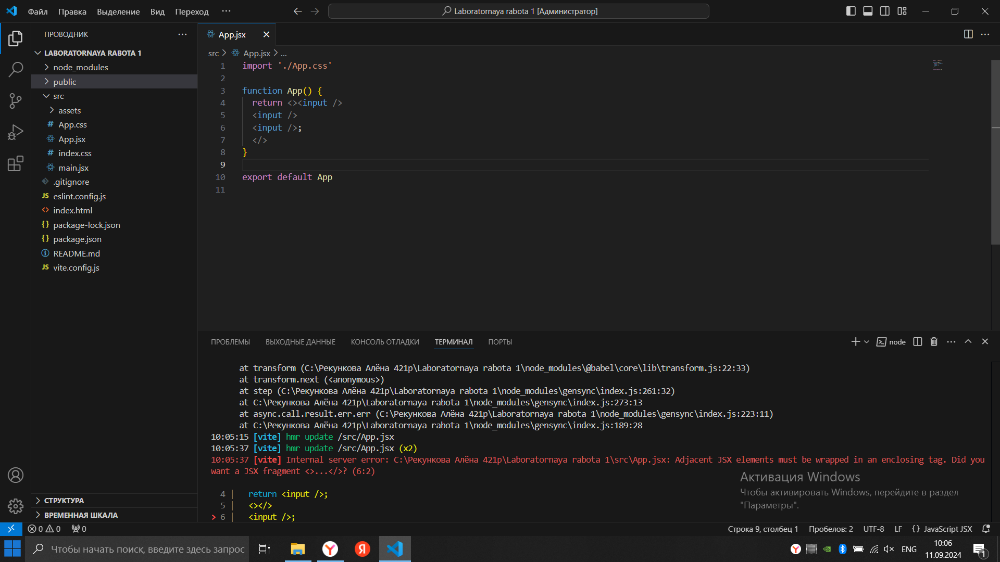 Файл Правка Выделение Вид Переход ···
Laboratornaya rabota 1 [Администратор]
ПРОВОДНИК ···
LABORATORNAYA RABOTA 1
node_modules
public
src
assets
# App.css
App.jsx
# index.css
main.jsx
.gitignore
JS eslint.config.js
<> index.html
{} package-lock.json
{} package.json
README.md
JS vite.config.js
СТРУКТУРА
ВРЕМЕННАЯ ШКАЛА
App.jsx
src > App.jsx > ...
1 import './App.css'
2
3 function App() {
4 return <><input />
5 <input />
6 <input />;
7 </>
8 }
9
10 export default App
11
ПРОБЛЕМЫ ВЫХОДНЫЕ ДАННЫЕ КОНСОЛЬ ОТЛАДКИ ТЕРМИНАЛ ПОРТЫ
node
at transform (C:\Рекункова Алёна 421р\Laboratornaya rabota 1\node_modules\@babel\core\lib\transform.js:22:33)
at transform.next (<anonymous>)
at step (C:\Рекункова Алёна 421р\Laboratornaya rabota 1\node_modules\gensync\index.js:261:32)
at C:\Рекункова Алёна 421р\Laboratornaya rabota 1\node_modules\gensync\index.js:273:13
at async.call.result.err.err (C:\Рекункова Алёна 421р\Laboratornaya rabota 1\node_modules\gensync\index.js:223:11)
at C:\Рекункова Алёна 421р\Laboratornaya rabota 1\node_modules\gensync\index.js:189:28
10:05:15 [vite] hmr update /src/App.jsx
10:05:37 [vite] hmr update /src/App.jsx (x2)
10:05:37 [vite] Internal server error: C:\Рекункова Алёна 421р\Laboratornaya rabota 1\src\App.jsx: Adjacent JSX elements must be wrapped in an enclosing tag. Did you
want a JSX fragment <>...</>? (6:2)
4 | return <input />;
5 | <></>
> 6 | <input />;
Активация Windows
Чтобы активировать Windows, перейдите в раздел
"Параметры".
0 0 0
Строка 9, столбец 1 Пробелов: 2 UTF-8 LF {} JavaScript JSX
Чтобы начать поиск, введите здесь запрос
ENG
10:06
11.09.2024
1